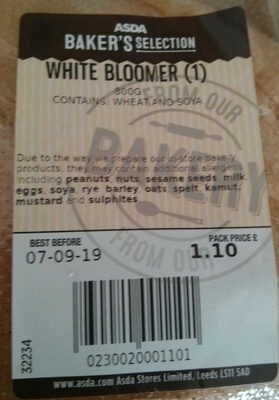 ASDA
BAKER'S SELECTION
WHITE BLOOMER (1)
800G
CONTAINS: WHEAT AND SOYA
FROM OUR
BAKERY
FROM OUR
Due to the way we prepare our in-store bakery
products, they may contain additional allergens
including peanuts, nuts, sesame seeds, milk,
eggs, soya, rye, barley, oats, spelt, kamut,
mustard and sulphites.
BEST BEFORE
07-09-19
PACK PRICE £
1.10
32234
0230020001101
www.asda.com Asda Stores Limited, Leeds LS11 5AD